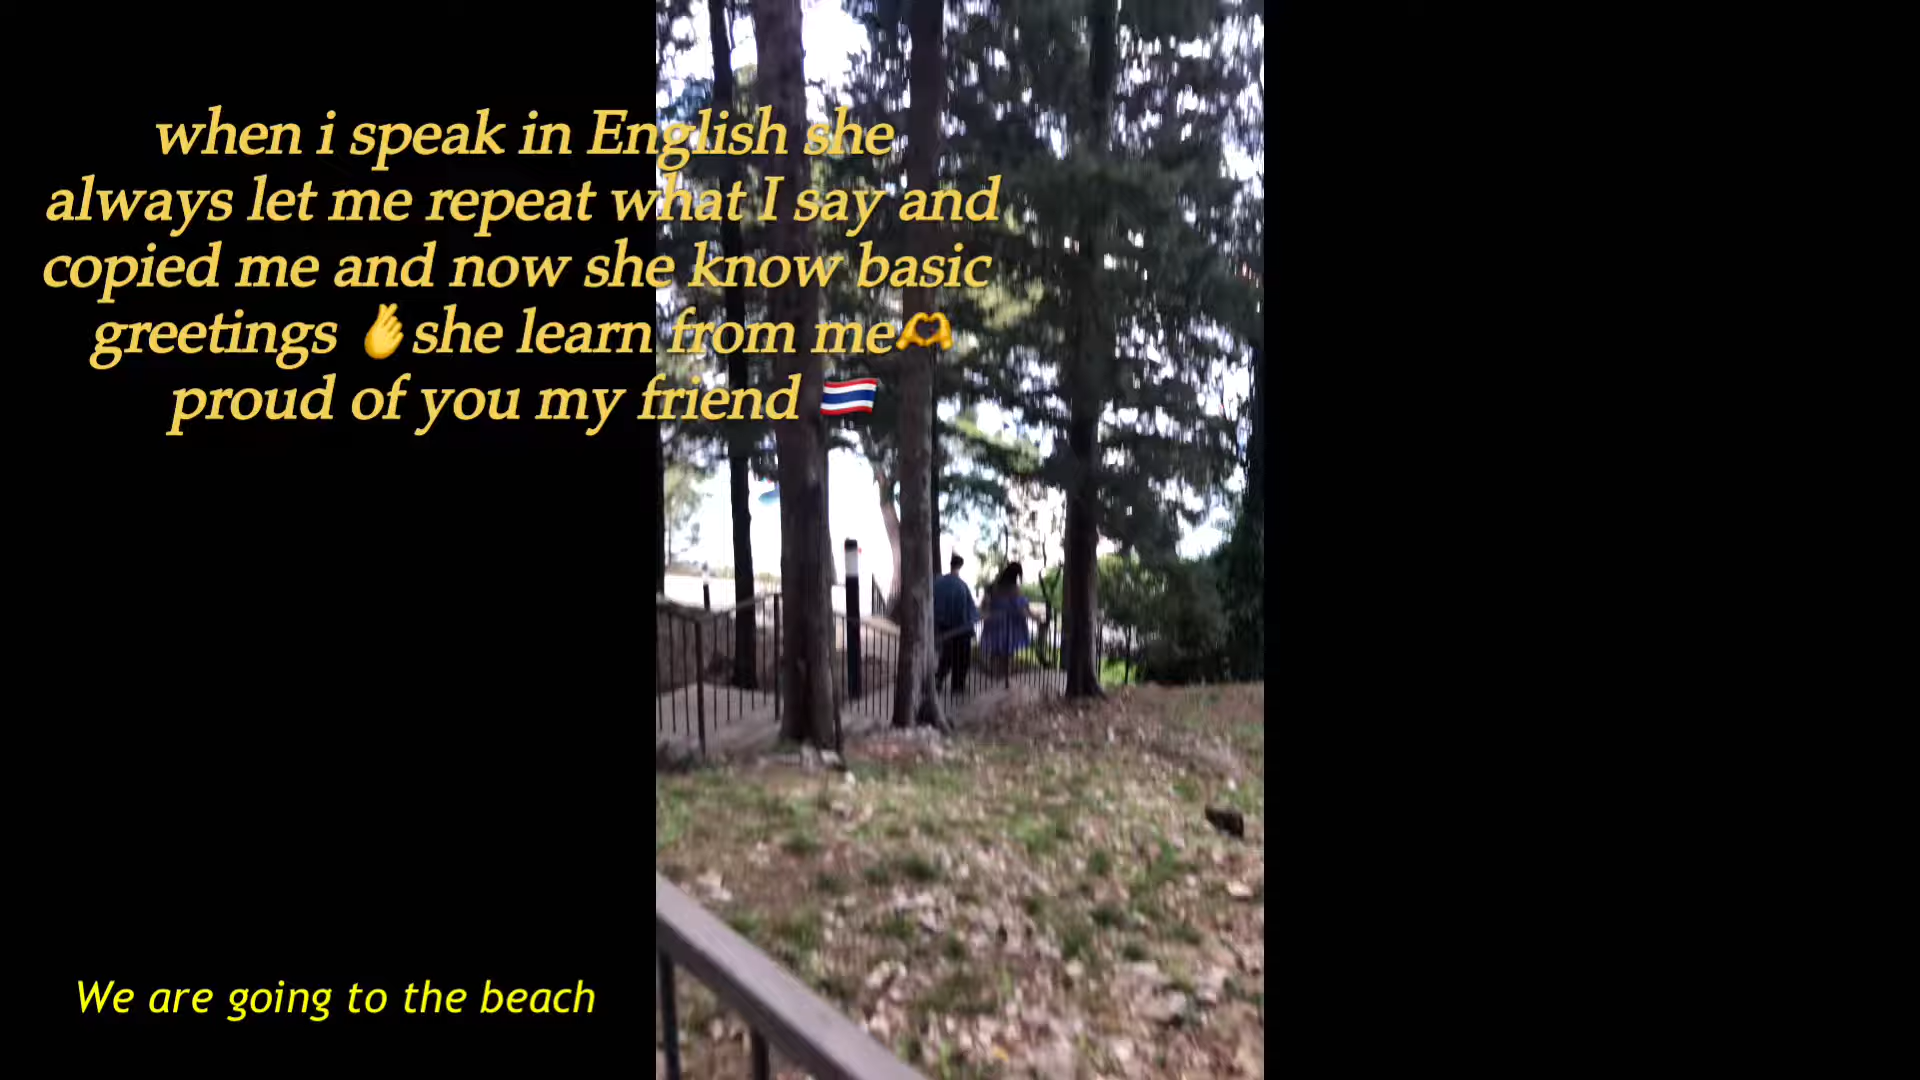 when i speak in English she
always let me repeat what I say and
copied me and now she know basic
greetings 🫰she learn from me🫶
proud of you my friend 🇹🇭
We are going to the beach